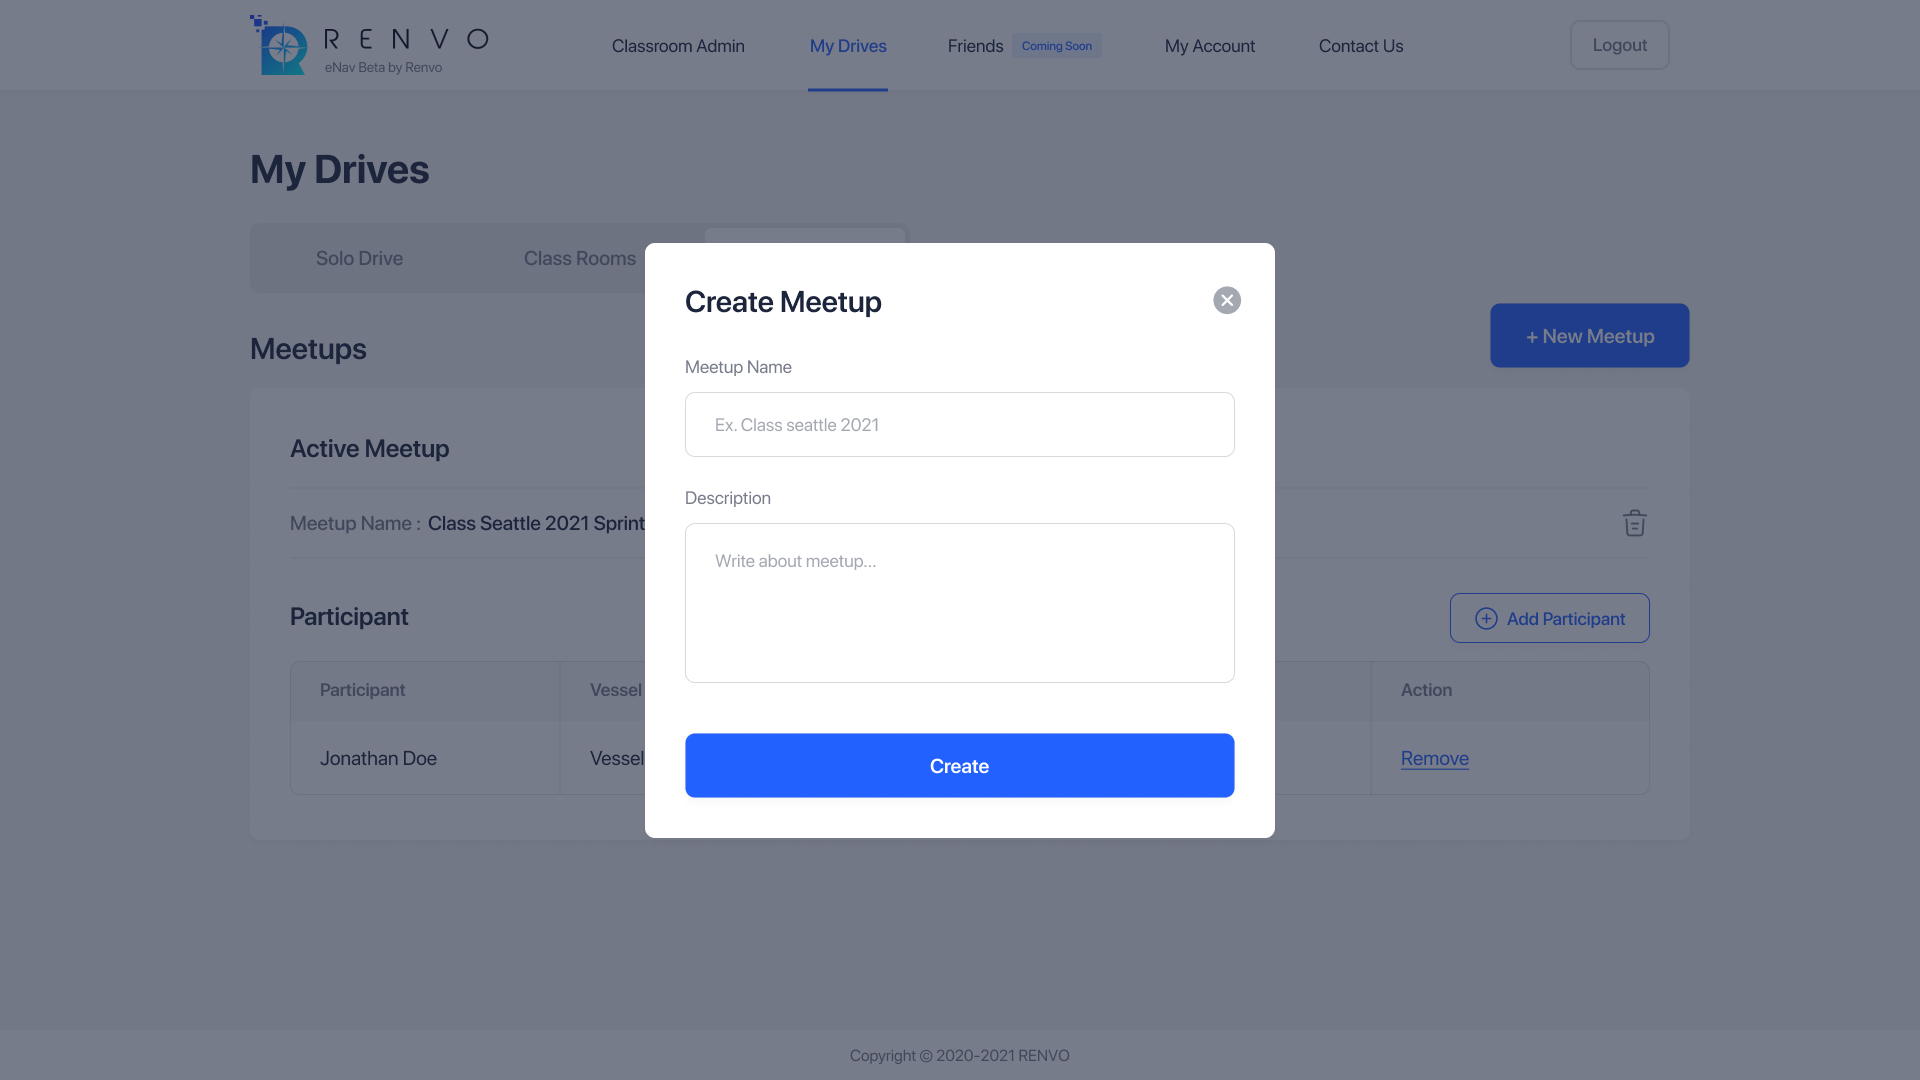 RENVO
eNav Beta by Renvo
Classroom Admin
My Drives
Friends
Coming Soon
My Account
Contact Us
Logout
My Drives
Solo Drive
Class Rooms
Meetups
+ New Meetup
Create Meetup
Meetup Name
Ex. Class seattle 2021
Description
Write about meetup...
Create
Active Meetup
Meetup Name : Class Seattle 2021 Sprint
Participant
Add Participant
Participant
Vessel
Action
Jonathan Doe
Vessel
Remove
Copyright © 2020-2021 RENVO